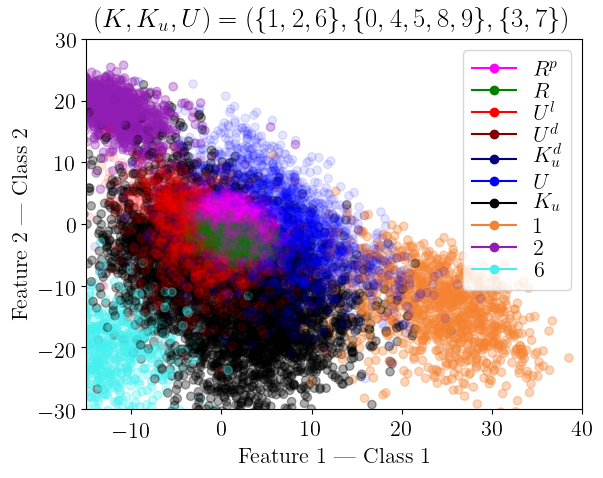 (K, K_u, U) = ({1, 2, 6}, {0, 4, 5, 8, 9}, {3, 7})
30
20
10
0
−10
−20
−30
Feature 2 — Class 2
R^p
R
U^l
U^d
K_u^d
U
K_u
1
2
6
−10
0
10
20
30
40
Feature 1 — Class 1